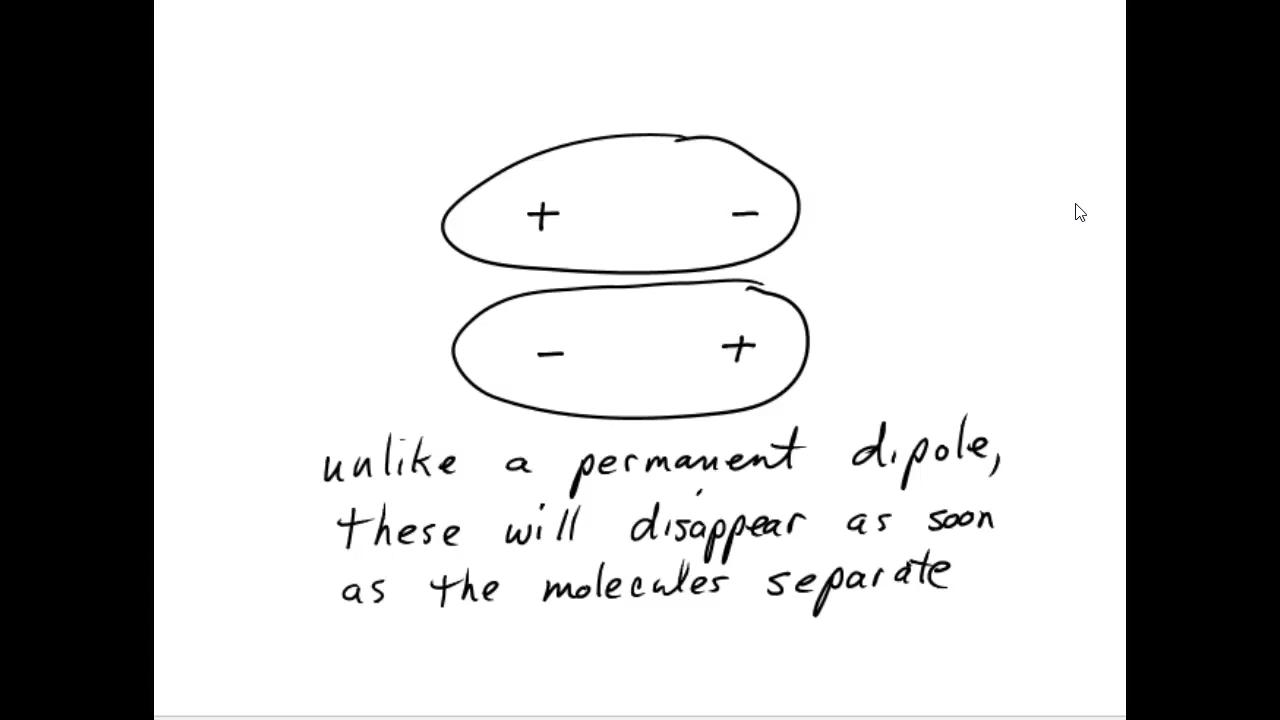 + -
- +
unlike a permanent dipole,
these will disappear as soon
as the molecules separate